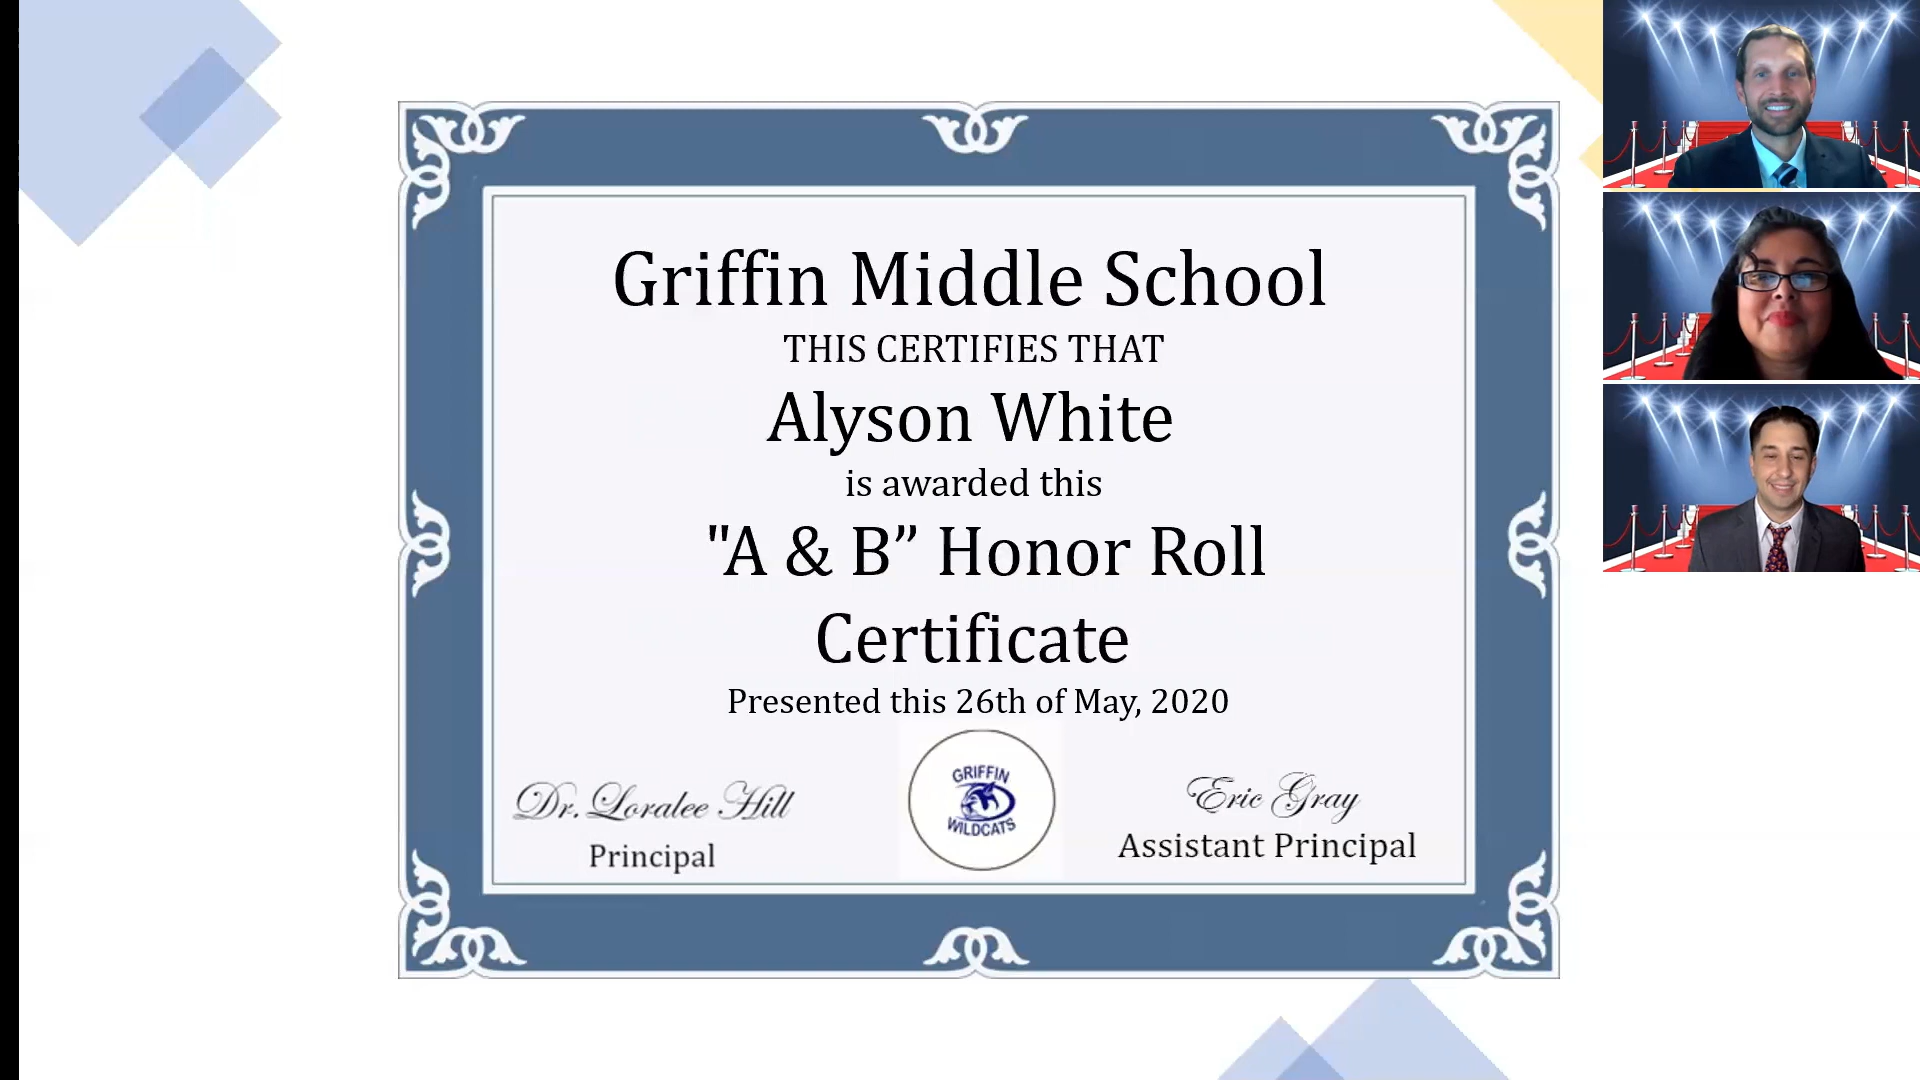 Griffin Middle School
THIS CERTIFIES THAT
Alyson White
is awarded this
"A & B” Honor Roll
Certificate
Presented this 26th of May, 2020
Dr. Loralee Hill
Principal
GRIFFIN
WILDCATS
Eric Gray
Assistant Principal